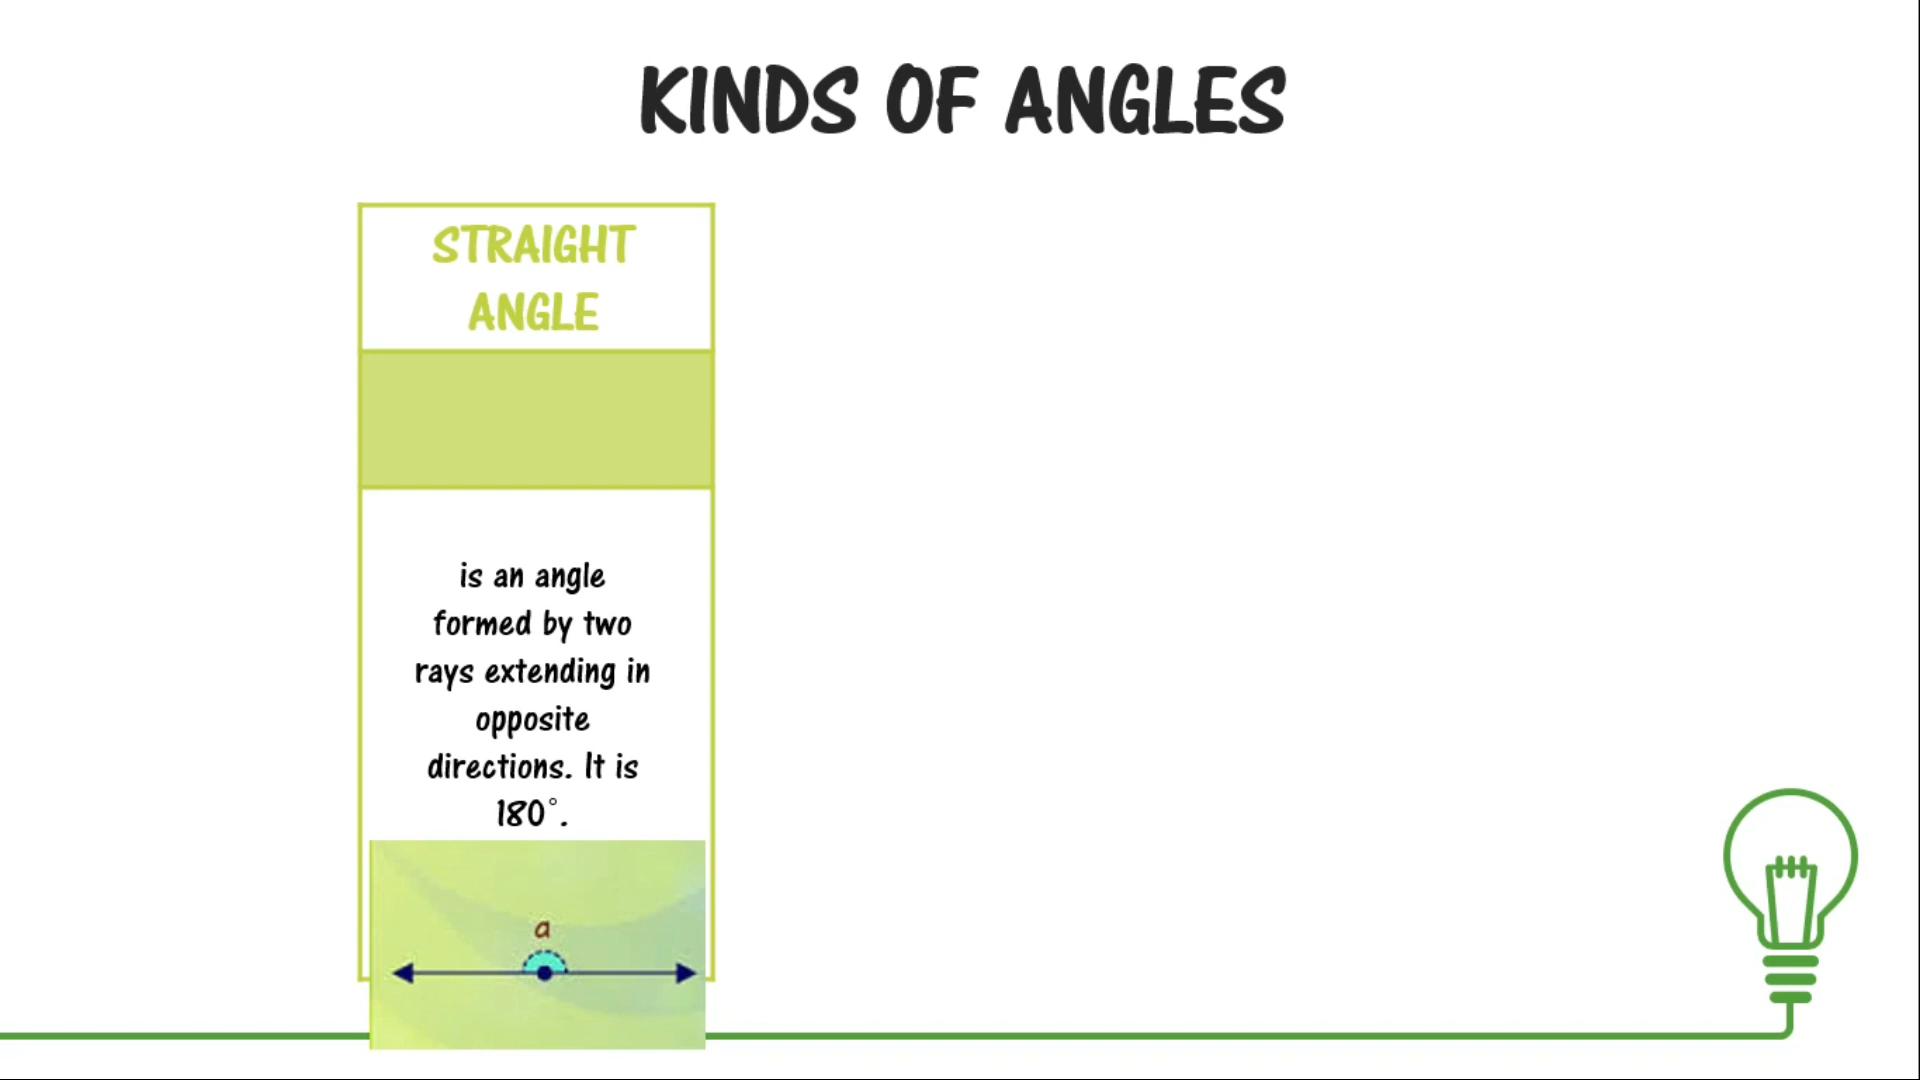 KINDS OF ANGLES
STRAIGHT
ANGLE
is an angle
formed by two
rays extending in
opposite
directions. It is
180°.
a